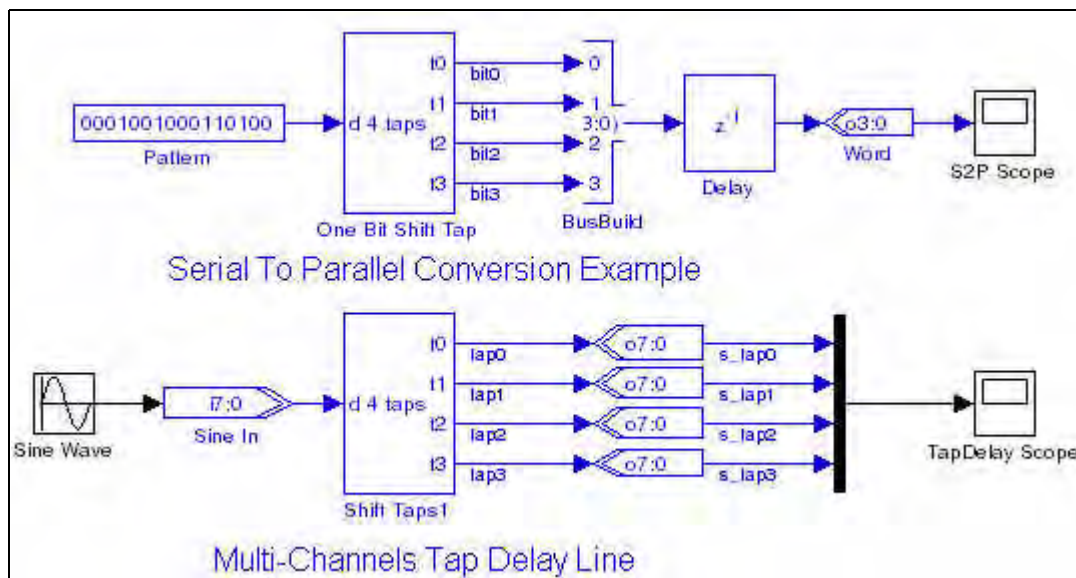 0001001000110100
Pattern
d 4 taps
t0
t1
t2
t3
One Bit Shift Tap
bit0
bit1
bit2
bit3
0
1
3:0)
2
3
BusBuild
Delay
o3:0
Word
S2P Scope
Serial To Parallel Conversion Example
Sine Wave
i7:0
Sine In
d 4 taps
t0
t1
t2
t3
Shift Taps1
tap0
tap1
tap2
tap3
o7:0
o7:0
o7:0
o7:0
s_tap0
s_tap1
s_tap2
s_tap3
TapDelay Scope
Multi-Channels Tap Delay Line